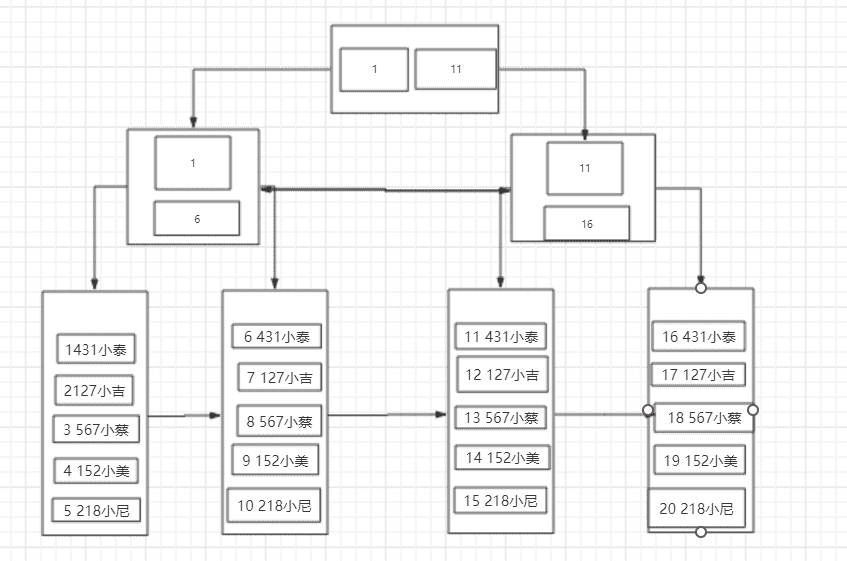 1
11
1
6
11
16
1431小泰
2127小吉
3 567小蔡
4 152小美
5 218小尼
6 431小泰
7 127小吉
8 567小蔡
9 152小美
10 218小尼
11 431小泰
12 127小吉
13 567小蔡
14 152小美
15 218小尼
16 431小泰
17 127小吉
18 567小蔡
19 152小美
20 218小尼